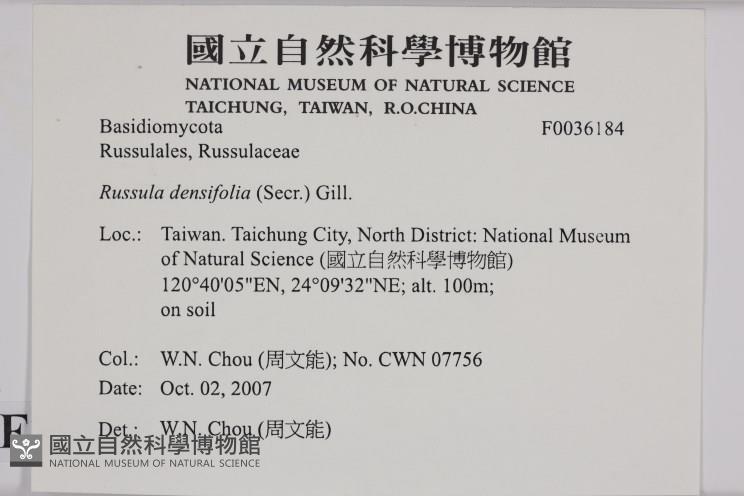 國立自然科學博物館
NATIONAL MUSEUM OF NATURAL SCIENCE
TAICHUNG, TAIWAN, R.O.CHINA
Basidiomycota F0036184
Russulales, Russulaceae
Russula densifolia (Secr.) Gill.
Loc.: Taiwan. Taichung City, North District: National Museum
of Natural Science (國立自然科學博物館)
120°40'05"EN, 24°09'32"NE; alt. 100m;
on soil
Col.: W.N. Chou (周文能); No. CWN 07756
Date: Oct. 02, 2007
Det.: W.N. Chou (周文能)
F
國立自然科學博物館
NATIONAL MUSEUM OF NATURAL SCIENCE